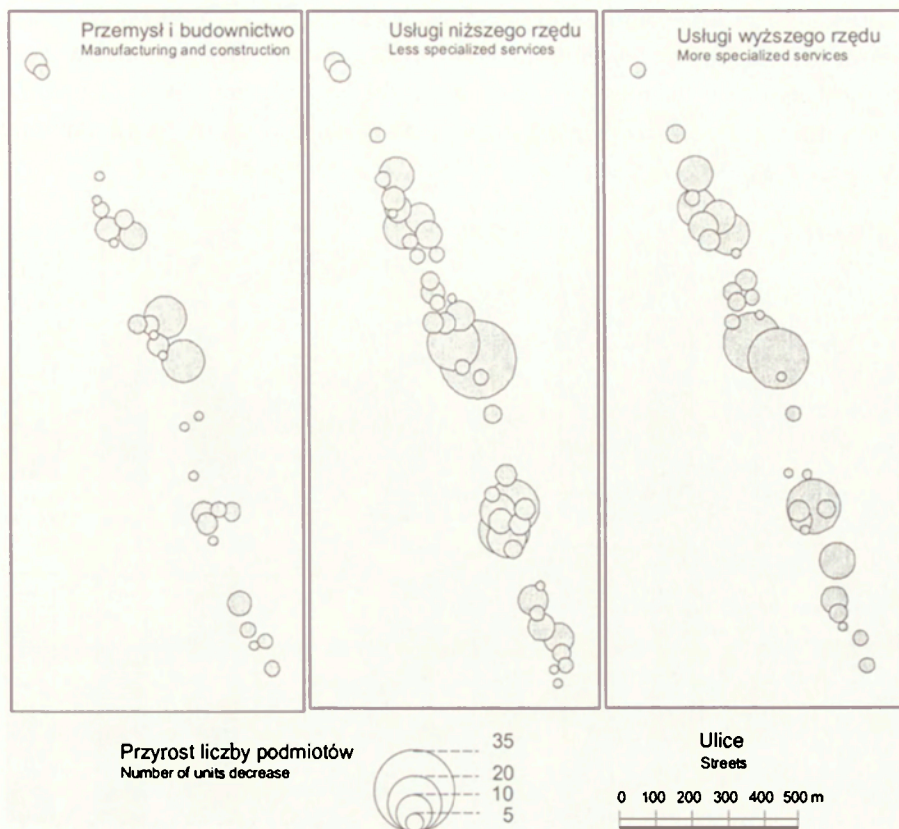 Przemysł i budownictwo
Manufacturing and construction
Usługi niższego rzędu
Less specialized services
Usługi wyższego rzędu
More specialized services
Przyrost liczby podmiotów
Number of units decrease
35
20
10
5
Ulice
Streets
0 100 200 300 400 500 m